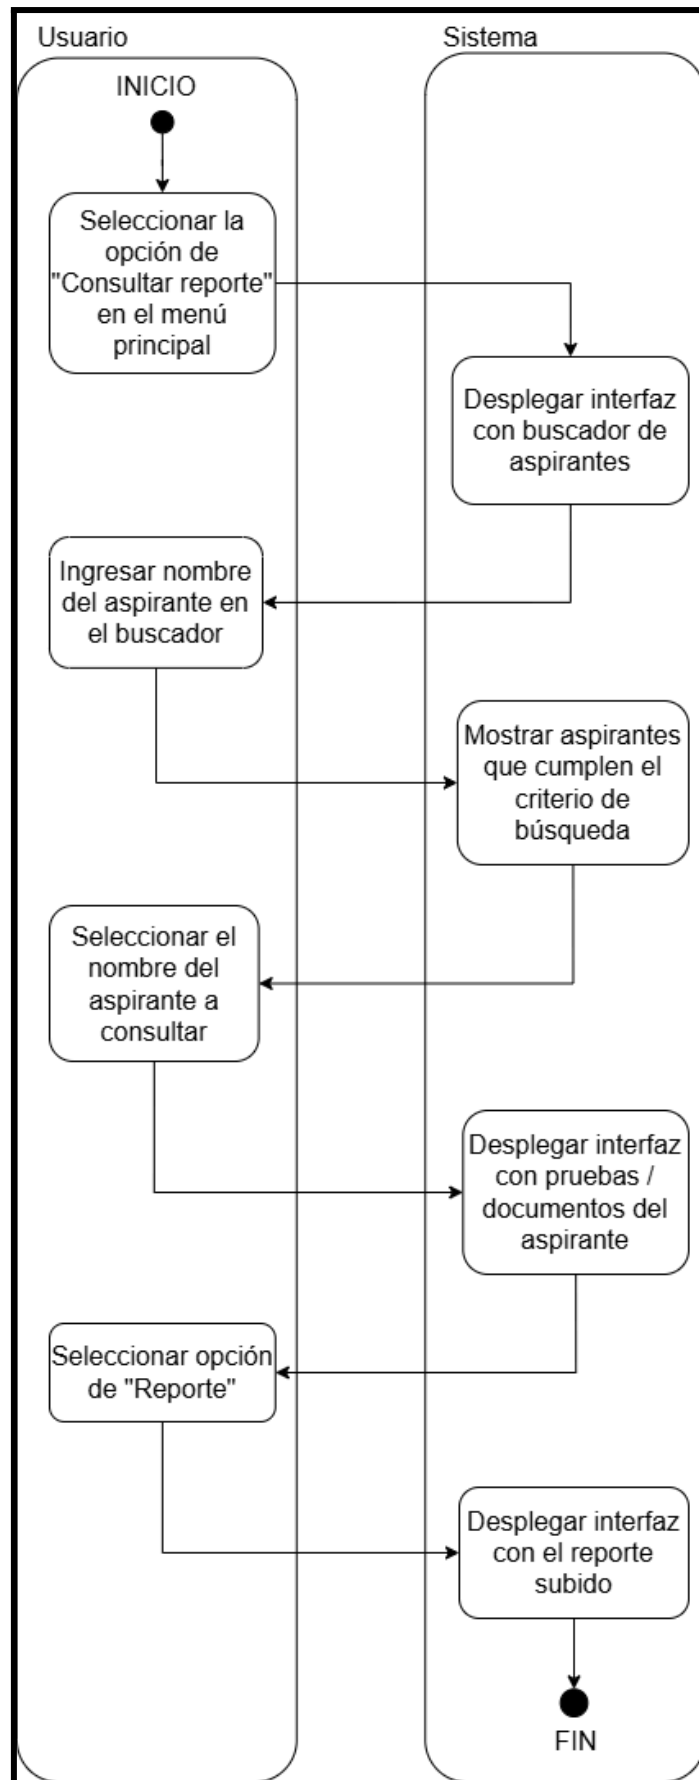 Usuario
Sistema
INICIO
Seleccionar la
opción de
"Consultar reporte"
en el menú
principal
Desplegar interfaz
con buscador de
aspirantes
Ingresar nombre
del aspirante en
el buscador
Mostrar aspirantes
que cumplen el
criterio de
búsqueda
Seleccionar el
nombre del
aspirante a
consultar
Desplegar interfaz
con pruebas /
documentos del
aspirante
Seleccionar opción
de "Reporte"
Desplegar interfaz
con el reporte
subido
FIN